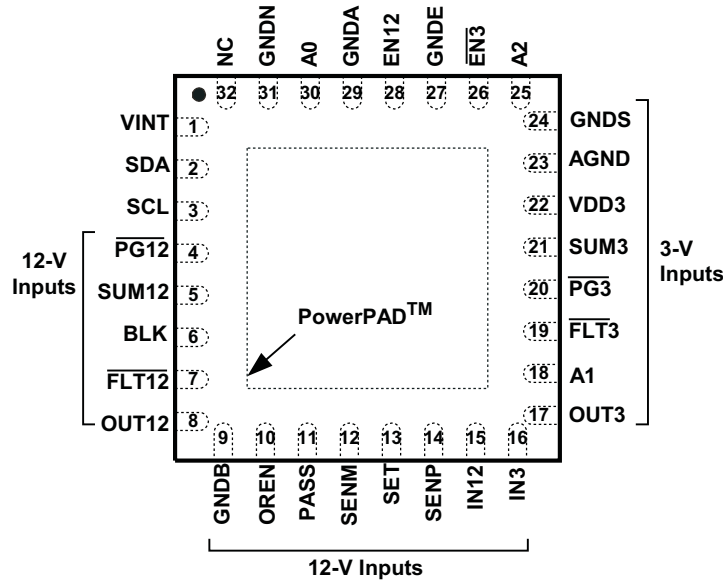 NC
GNDN
A0
GNDA
EN12
GNDE
EN3
A2
32
31
30
29
28
27
26
25
VINT 1
SDA 2
SCL 3
PG12 4
SUM12 5
BLK 6
FLT12 7
OUT12 8
12-V
Inputs
PowerPAD™
24 GNDS
23 AGND
22 VDD3
21 SUM3
20 PG3
19 FLT3
18 A1
17 OUT3
3-V
Inputs
9
10
11
12
13
14
15
16
GNDB
OREN
PASS
SENM
SET
SENP
IN12
IN3
12-V Inputs